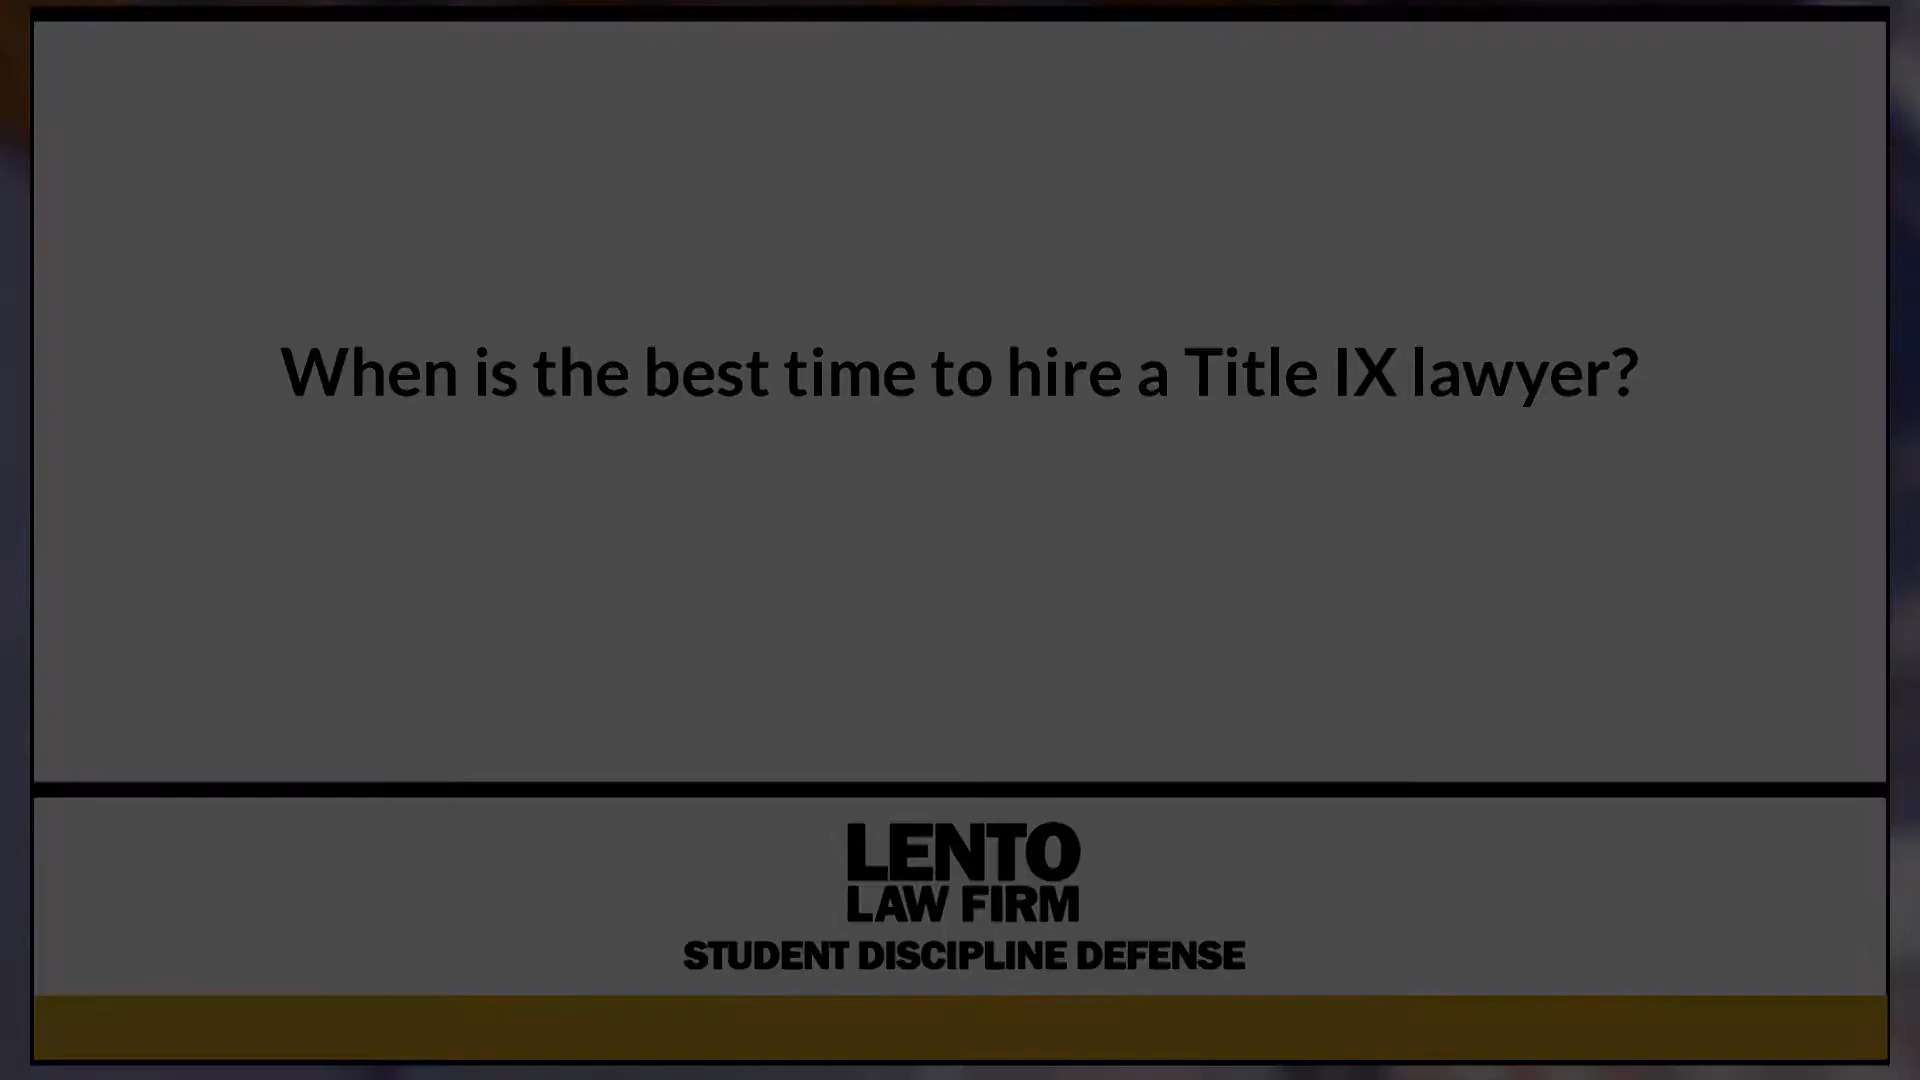 When is the best time to hire a Title IX lawyer?
LENTO
LAW FIRM
STUDENT DISCIPLINE DEFENSE